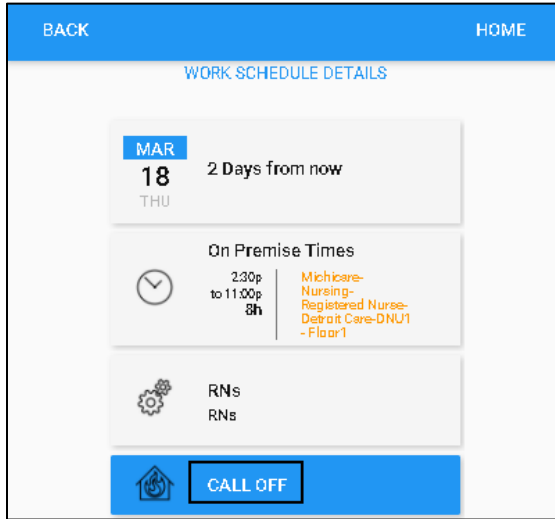 BACK HOME
WORK SCHEDULE DETAILS
MAR
18
THU
2 Days from now
On Premise Times
2:30p
to 11:00p
8h
Michicare-
Nursing-
Registered Nurse-
Detroit Care-DNU1
- Floor1
RNs
RNs
CALL OFF